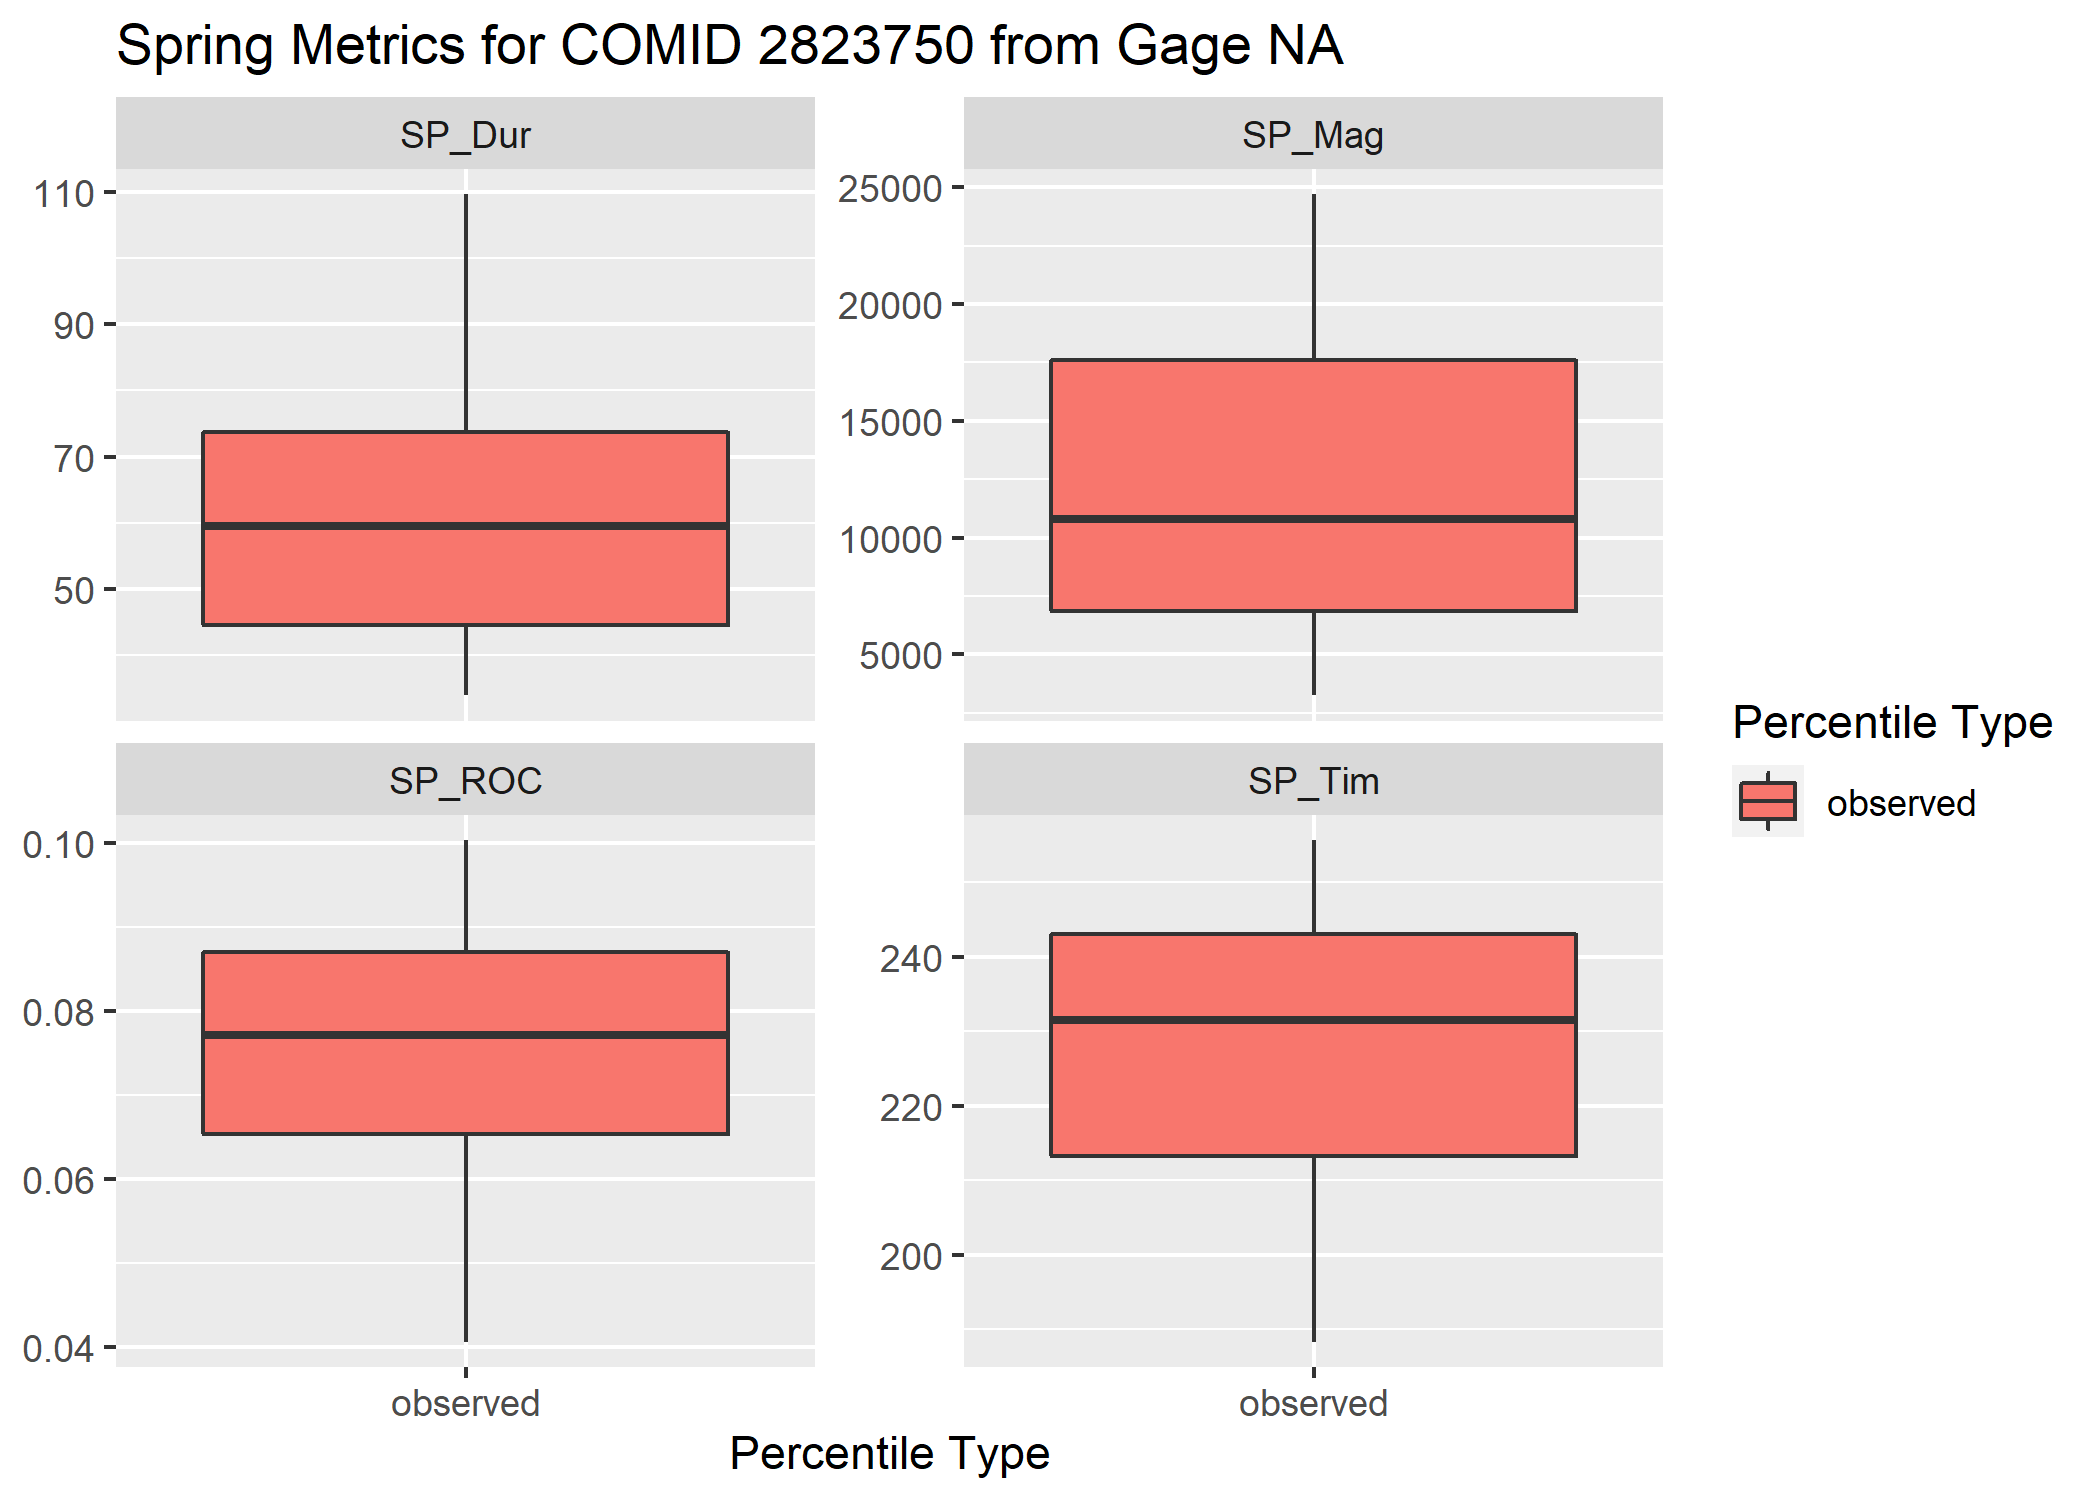 Spring Metrics for COMID 2823750 from Gage NA
SP_Dur
SP_Mag
110
90
70
50
25000
20000
15000
10000
5000
SP_ROC
SP_Tim
0.10
0.08
0.06
0.04
240
220
200
observed
observed
Percentile Type
Percentile Type
observed